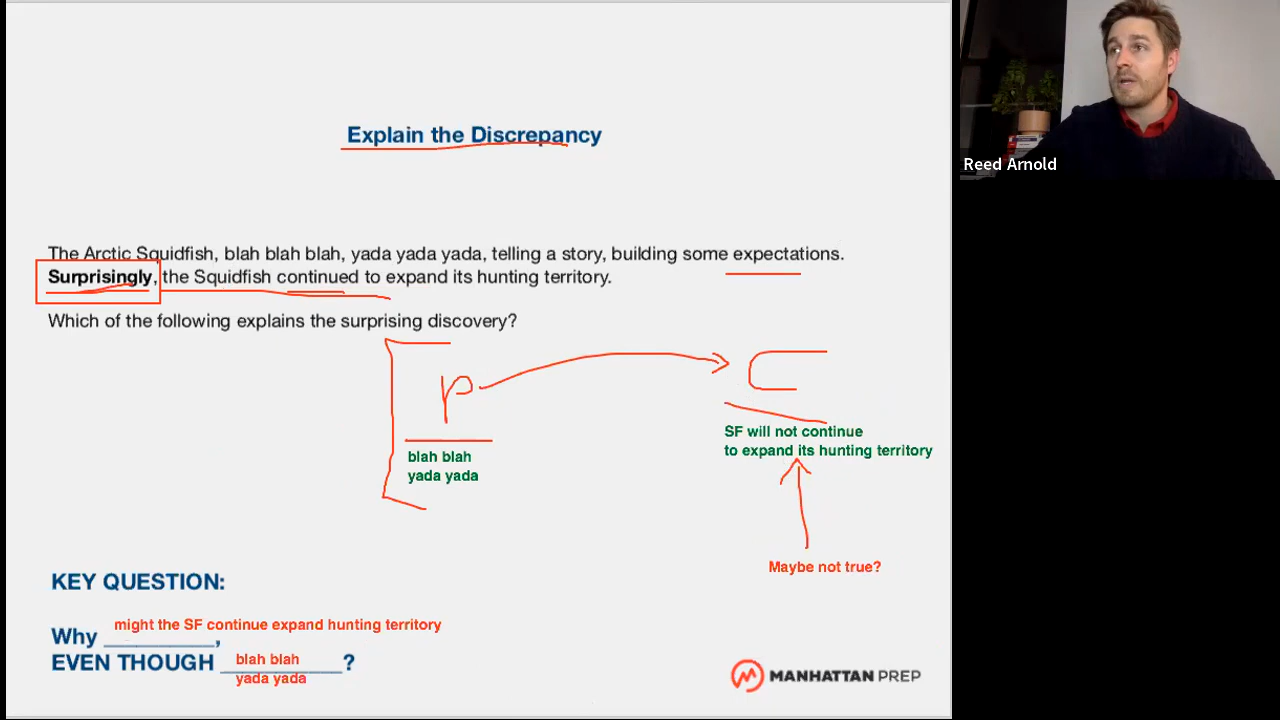 Explain the Discrepancy
The Arctic Squidfish, blah blah blah, yada yada yada, telling a story, building some expectations.
Surprisingly, the Squidfish continued to expand its hunting territory.
Which of the following explains the surprising discovery?
P
C
blah blah
yada yada
SF will not continue
to expand its hunting territory
Maybe not true?
KEY QUESTION:
Why might the SF continue expand hunting territory,
EVEN THOUGH blah blah
yada yada?
MANHATTAN PREP
Reed Arnold